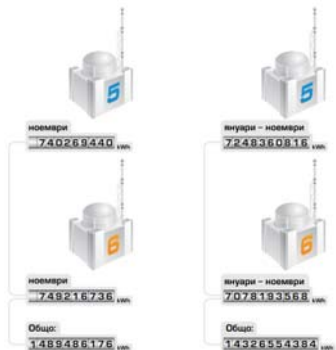 5
ноември
740269440 kWh
6
ноември
749216736 kWh
Общо:
1489486176 kWh
5
януари – ноември
7248360816 kWh
6
януари – ноември
7078193568 kWh
Общо:
14326554384 kWh